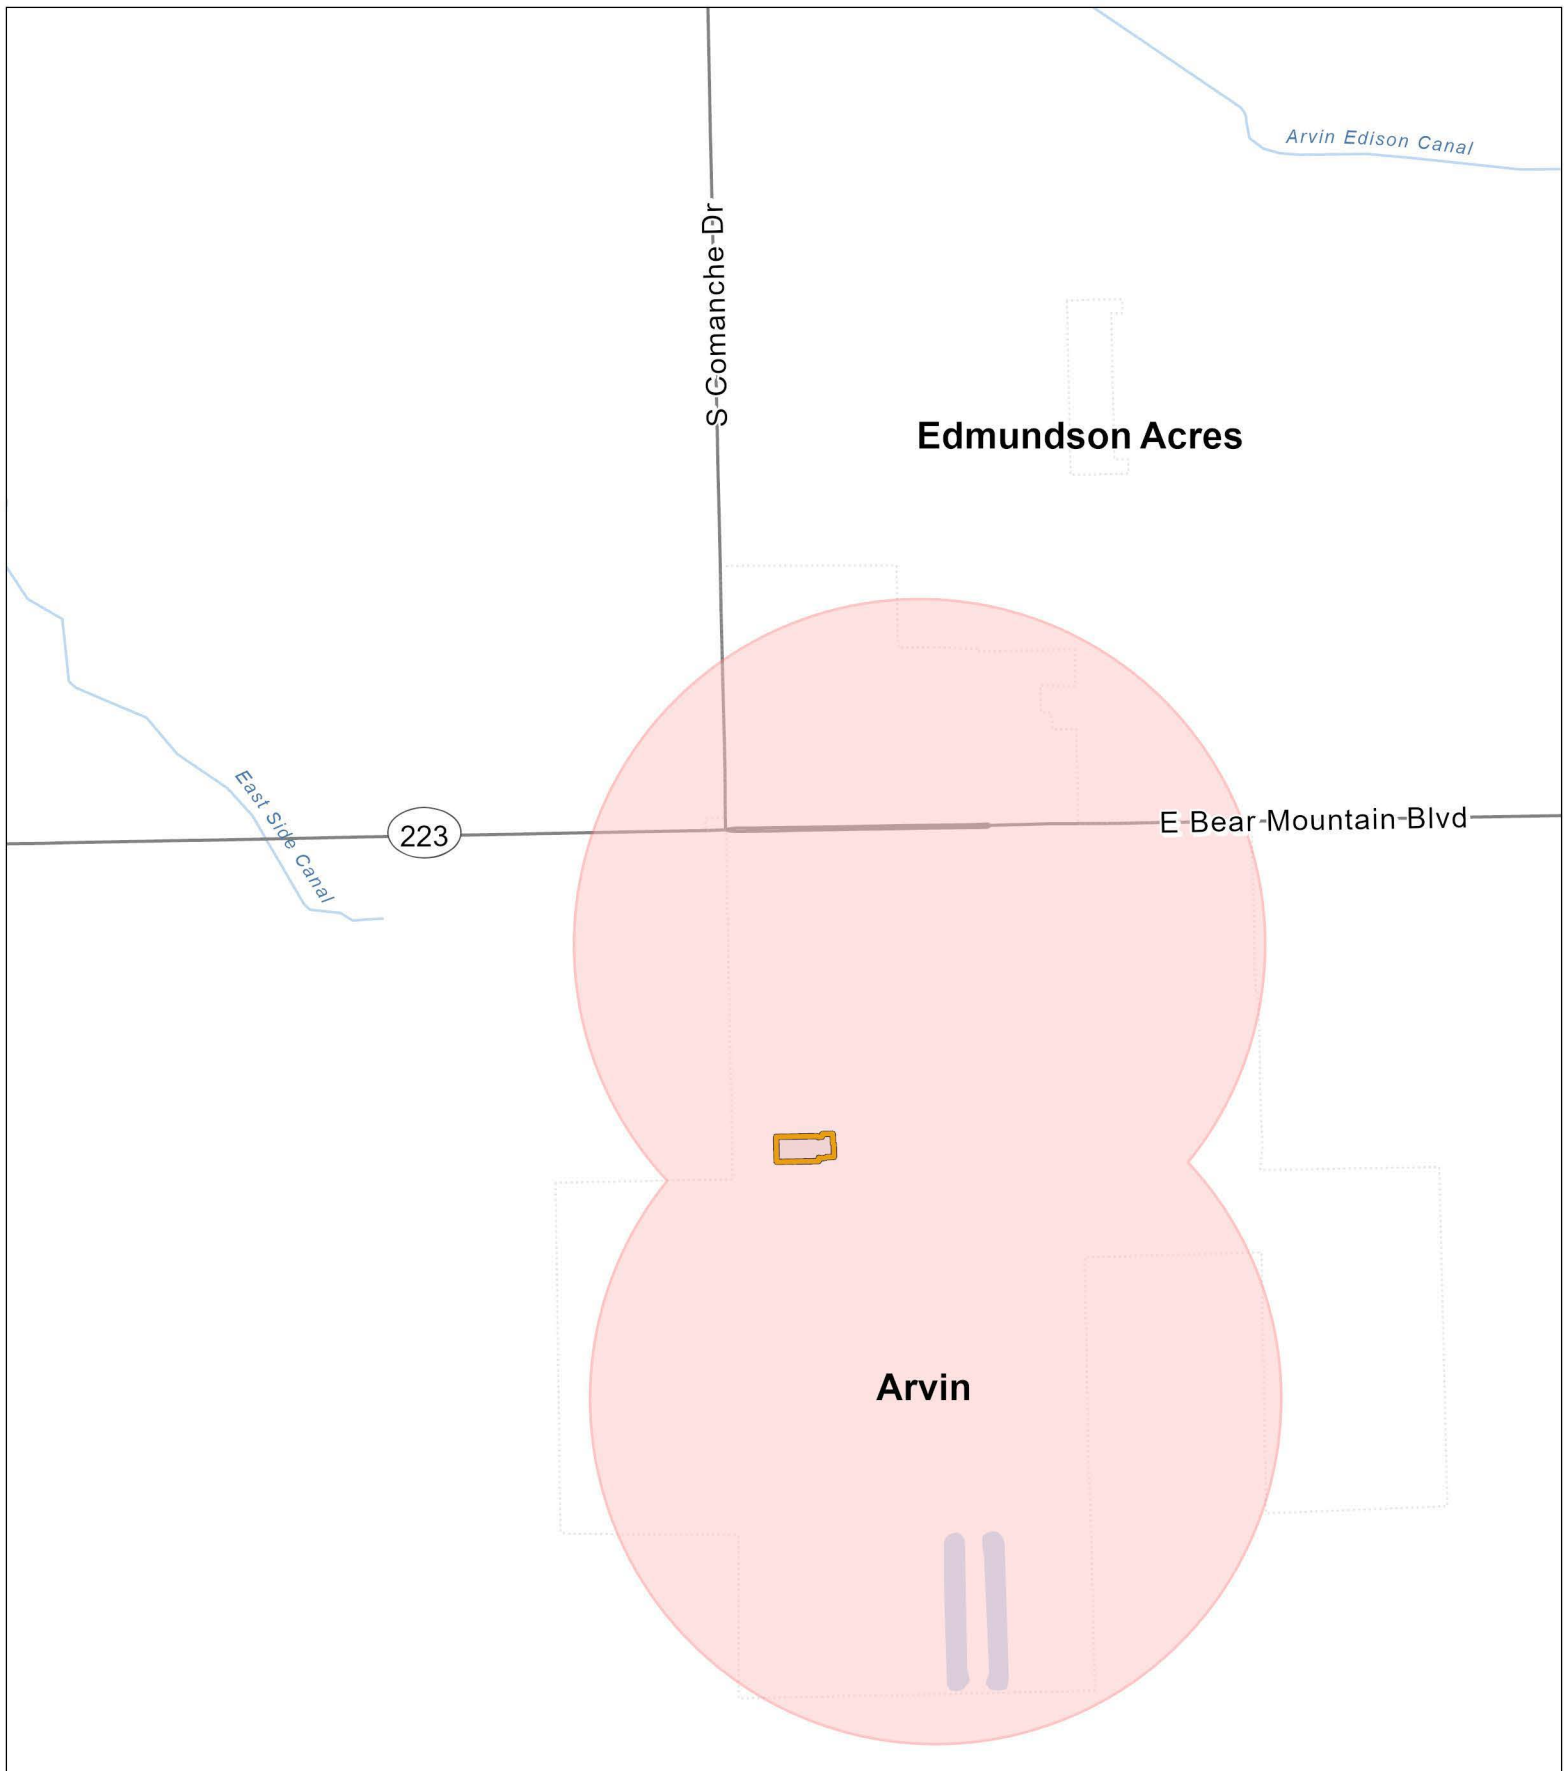 Arvin Edison Canal
S Comanche Dr
Edmundson Acres
East Side Canal
223
E Bear Mountain Blvd
Arvin